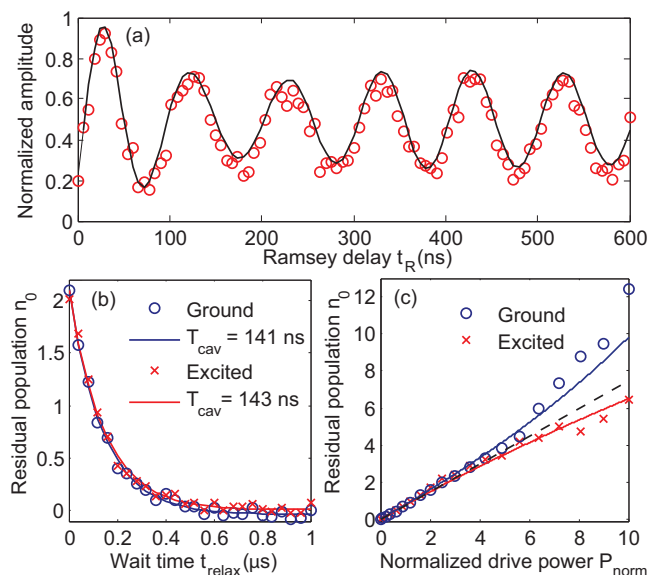 (a)
Normalized amplitude
1
0.8
0.6
0.4
0.2
0
0 100 200 300 400 500 600
Ramsey delay t_R(ns)
(b)
Ground
T_cav = 141 ns
Excited
T_cav = 143 ns
Residual population n_0
2
1.5
1
0.5
0
0 0.2 0.4 0.6 0.8 1
Wait time t_relax(μs)
(c)
Ground
Excited
Residual population n_0
12
10
8
6
4
2
0
0 2 4 6 8 10
Normalized drive power P_norm